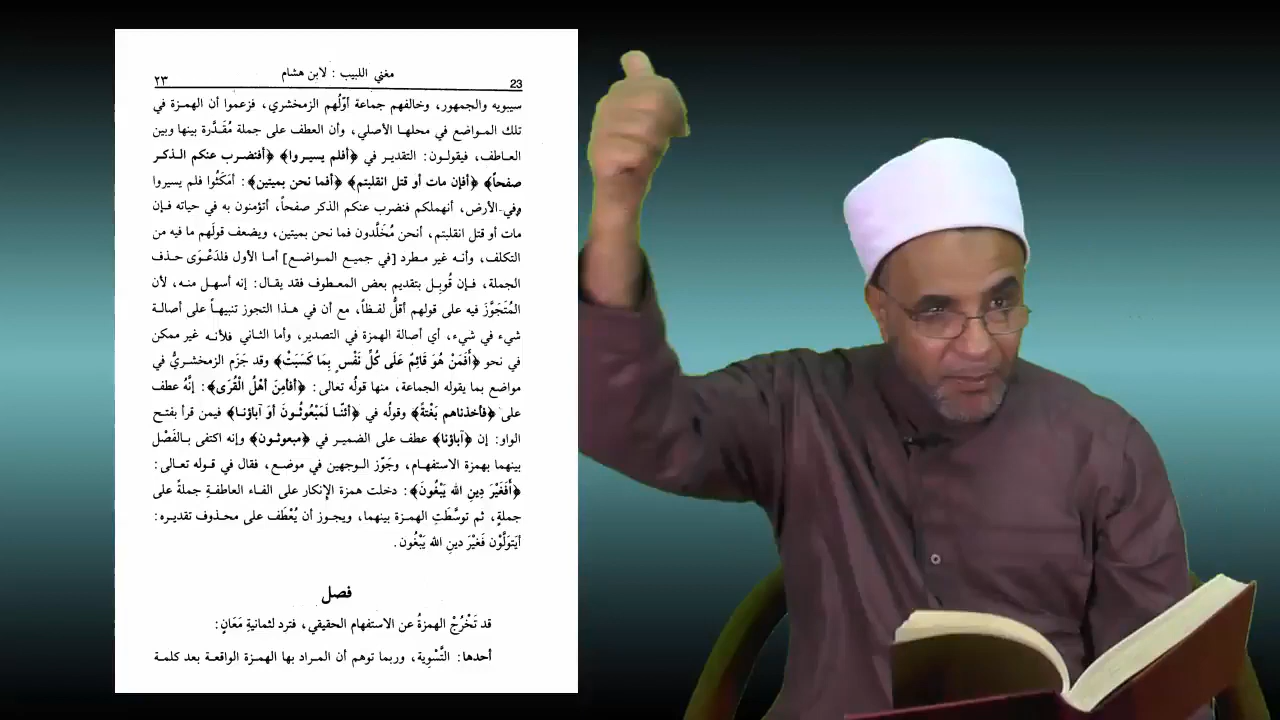 مغني اللبيب : لابن هشام
23 ٢٣
سيبويه والجمهور، وخالفهم جماعة أوّلُهم الزمخشري، فزعموا أن الهمزة في
تلك المواضع في محلها الأصلي، وأن العطف على جملة مُقَدَّرة بينها وبين
العاطف، فيقولون: التقدير في ﴿أفلم يسيروا﴾ ﴿أفنضرب عنكم الذكر
صفحاً﴾ ﴿أفإن مات أو قتل انقلبتم﴾ ﴿أفما نحن بميتين﴾: أمَكَثُوا فلم يسيروا
في الأرض، أنهملكم فنضرب عنكم الذكر صفحاً، أتؤمنون به في حياته فإن
مات أو قتل انقلبتم، أنحن مُخَلَّدون فما نحن بميتين، ويضعف قولَهم ما فيه من
التكلف، وأنه غير مطرد [في جميع المواضع] أما الأول فلدَعْوَى حذف
الجملة، فإن قُوبِل بتقديم بعض المعطوف فقد يقال: إنه أسهل منه، لأن
المُتَجَوَّزَ فيه على قولهم أقلُّ لفظاً، مع أن في هذا التجوز تنبيهاً على أصالة
شيء في شيء، أي أصالة الهمزة في التصدير، وأما الثاني فلأنه غير ممكن
في نحو ﴿أَفَمَنْ هُوَ قَائِمٌ عَلَى كُلِّ نَفْسٍ بِمَا كَسَبَتْ﴾ وقد جَزَم الزمخشريُّ في
مواضع بما يقوله الجماعة، منها قولُه تعالى: ﴿أَفَأَمِنَ أَهْلُ الْقُرَى﴾: إنَّهُ عطف
على ﴿فأخذناهم بَغْتةً﴾ وقولُه في ﴿أَئنَّا لَمَبْعُوثُونَ أوَ آباؤنا﴾ فيمن قرأ بفتح
الواو: إن ﴿آباؤنا﴾ عطف على الضمير في ﴿مبعوثون﴾ وإنه اكتفى بالفَصْل
بينهما بهمزة الاستفهام، وجَوّز الوجهين في موضع، فقال في قوله تعالى:
﴿أَفَغَيْرَ دِينِ الله يَبْغُونَ﴾: دخلت همزة الإنكار على الفاء العاطفةِ جملةً على
جملةٍ، ثم توسَّطَتِ الهمزة بينهما، ويجوز أن يُعْطَف على محذوف تقديره:
أيَتَوَلَّوْن فَغَيْرَ دينِ الله يَبْغُون.
فصل
قد تَخْرُجُ الهمزةُ عن الاستفهام الحقيقي، فترد لثمانيةِ مَعَانٍ:
أحدها: التَّسْوِية، وربما توهم أن المراد بها الهمزة الواقعة بعد كلمة